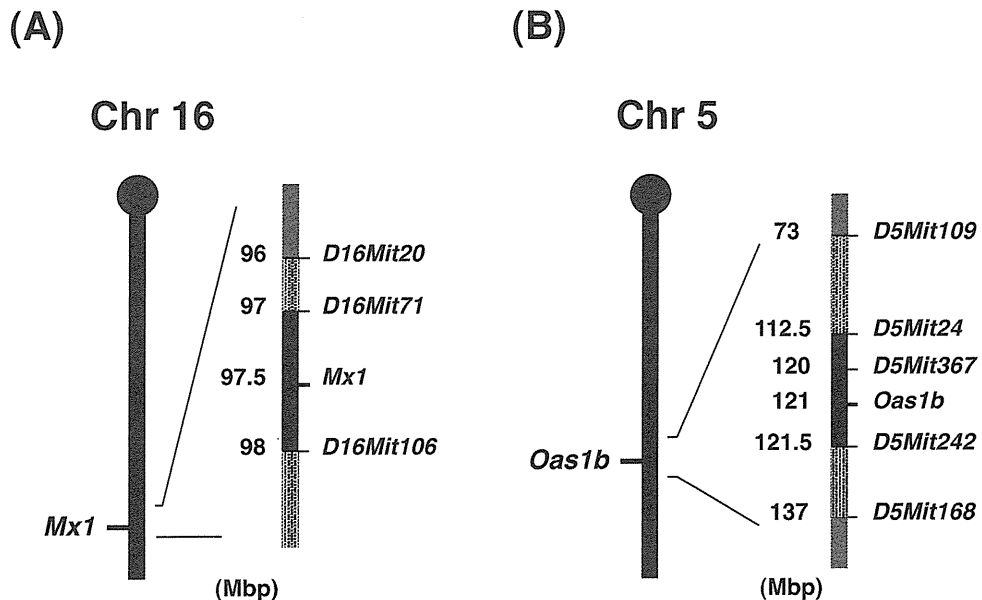 (A)
Chr 16
96 D16Mit20
97 D16Mit71
97.5 Mx1
98 D16Mit106
Mx1
(Mbp)
(B)
Chr 5
73 D5Mit109
112.5 D5Mit24
120 D5Mit367
121 Oas1b
121.5 D5Mit242
Oas1b
137 D5Mit168
(Mbp)